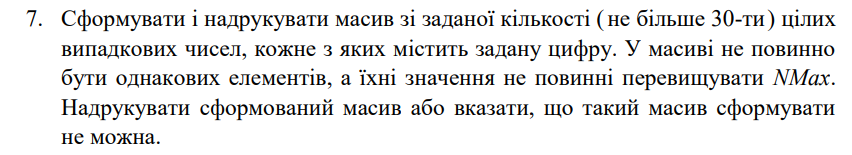 7. Сформувати і надрукувати масив зі заданої кількості ( не більше 30-ти ) цілих
випадкових чисел, кожне з яких містить задану цифру. У масиві не повинно
бути однакових елементів, а їхні значення не повинні перевищувати NMax.
Надрукувати сформований масив або вказати, що такий масив сформувати
не можна.